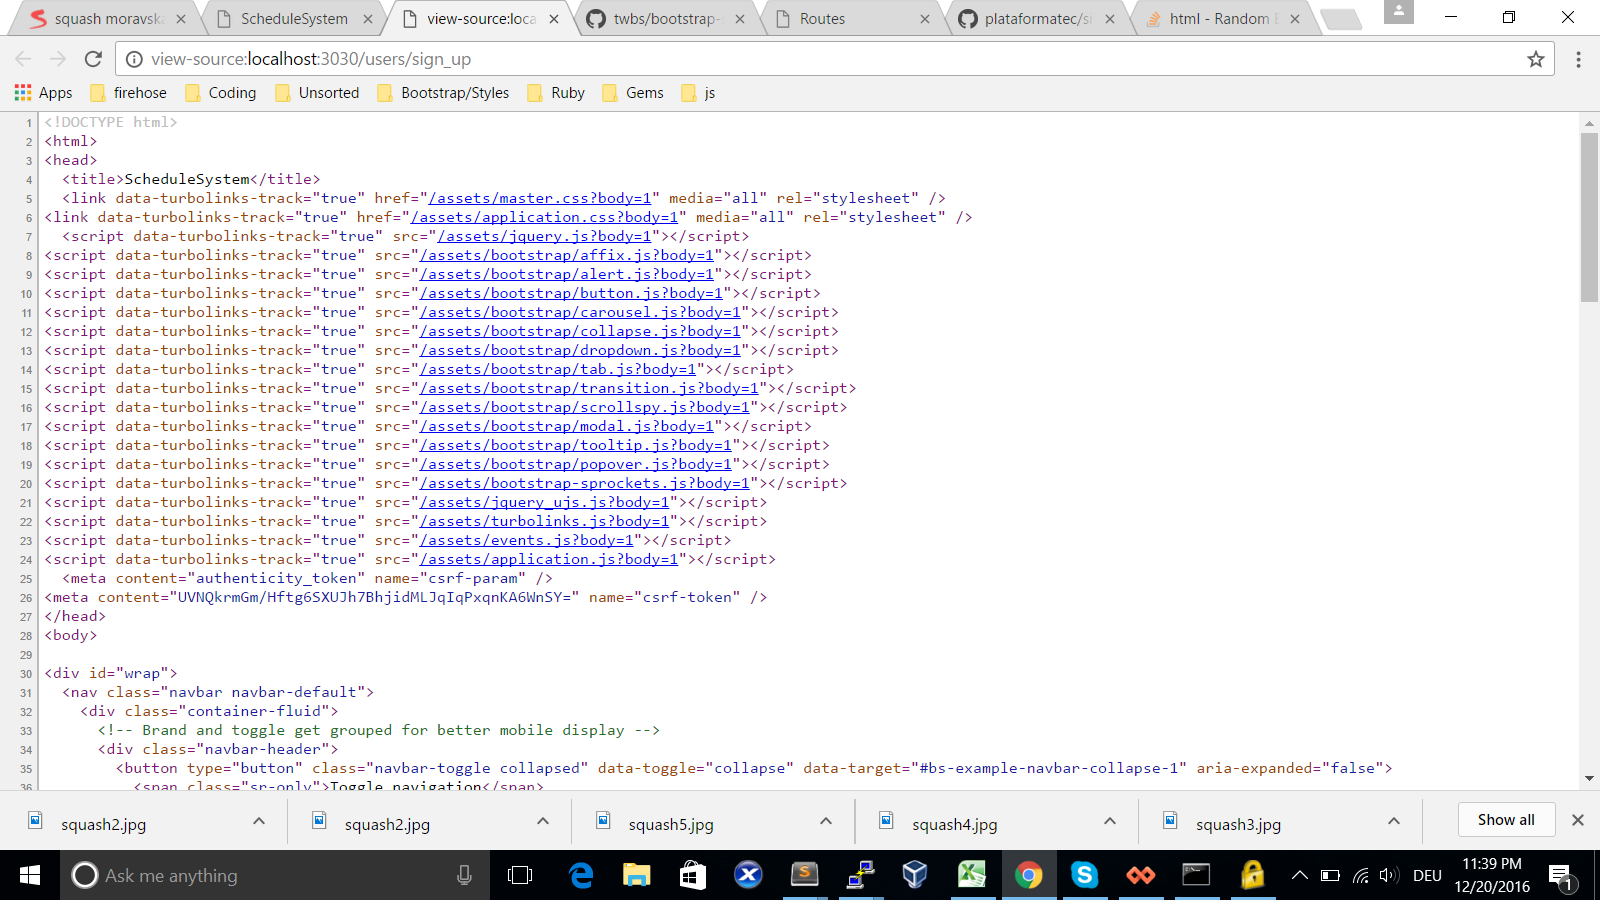 squash moravsk
ScheduleSystem
view-source:loca
twbs/bootstrap-
Routes
plataformatec/si
html - Random
view-source:localhost:3030/users/sign_up
Apps firehose Coding Unsorted Bootstrap/Styles Ruby Gems js
1 <!DOCTYPE html>
2 <html>
3 <head>
4 <title>ScheduleSystem</title>
5 <link data-turbolinks-track="true" href="/assets/master.css?body=1" media="all" rel="stylesheet" />
6 <link data-turbolinks-track="true" href="/assets/application.css?body=1" media="all" rel="stylesheet" />
7 <script data-turbolinks-track="true" src="/assets/jquery.js?body=1"></script>
8 <script data-turbolinks-track="true" src="/assets/bootstrap/affix.js?body=1"></script>
9 <script data-turbolinks-track="true" src="/assets/bootstrap/alert.js?body=1"></script>
10 <script data-turbolinks-track="true" src="/assets/bootstrap/button.js?body=1"></script>
11 <script data-turbolinks-track="true" src="/assets/bootstrap/carousel.js?body=1"></script>
12 <script data-turbolinks-track="true" src="/assets/bootstrap/collapse.js?body=1"></script>
13 <script data-turbolinks-track="true" src="/assets/bootstrap/dropdown.js?body=1"></script>
14 <script data-turbolinks-track="true" src="/assets/bootstrap/tab.js?body=1"></script>
15 <script data-turbolinks-track="true" src="/assets/bootstrap/transition.js?body=1"></script>
16 <script data-turbolinks-track="true" src="/assets/bootstrap/scrollspy.js?body=1"></script>
17 <script data-turbolinks-track="true" src="/assets/bootstrap/modal.js?body=1"></script>
18 <script data-turbolinks-track="true" src="/assets/bootstrap/tooltip.js?body=1"></script>
19 <script data-turbolinks-track="true" src="/assets/bootstrap/popover.js?body=1"></script>
20 <script data-turbolinks-track="true" src="/assets/bootstrap-sprockets.js?body=1"></script>
21 <script data-turbolinks-track="true" src="/assets/jquery_ujs.js?body=1"></script>
22 <script data-turbolinks-track="true" src="/assets/turbolinks.js?body=1"></script>
23 <script data-turbolinks-track="true" src="/assets/events.js?body=1"></script>
24 <script data-turbolinks-track="true" src="/assets/application.js?body=1"></script>
25 <meta content="authenticity_token" name="csrf-param" />
26 <meta content="UVNQkrmGm/Hftg6SXUJh7BhjidMLJqIqPxqnKA6WnSY=" name="csrf-token" />
27 </head>
28 <body>
29
30 <div id="wrap">
31 <nav class="navbar navbar-default">
32 <div class="container-fluid">
33 <!-- Brand and toggle get grouped for better mobile display -->
34 <div class="navbar-header">
35 <button type="button" class="navbar-toggle collapsed" data-toggle="collapse" data-target="#bs-example-navbar-collapse-1" aria-expanded="false">
36 <span class="sr-only">Toggle navigation</span>
squash2.jpg
squash2.jpg
squash5.jpg
squash4.jpg
squash3.jpg
Show all
Ask me anything
DEU
11:39 PM
12/20/2016
1